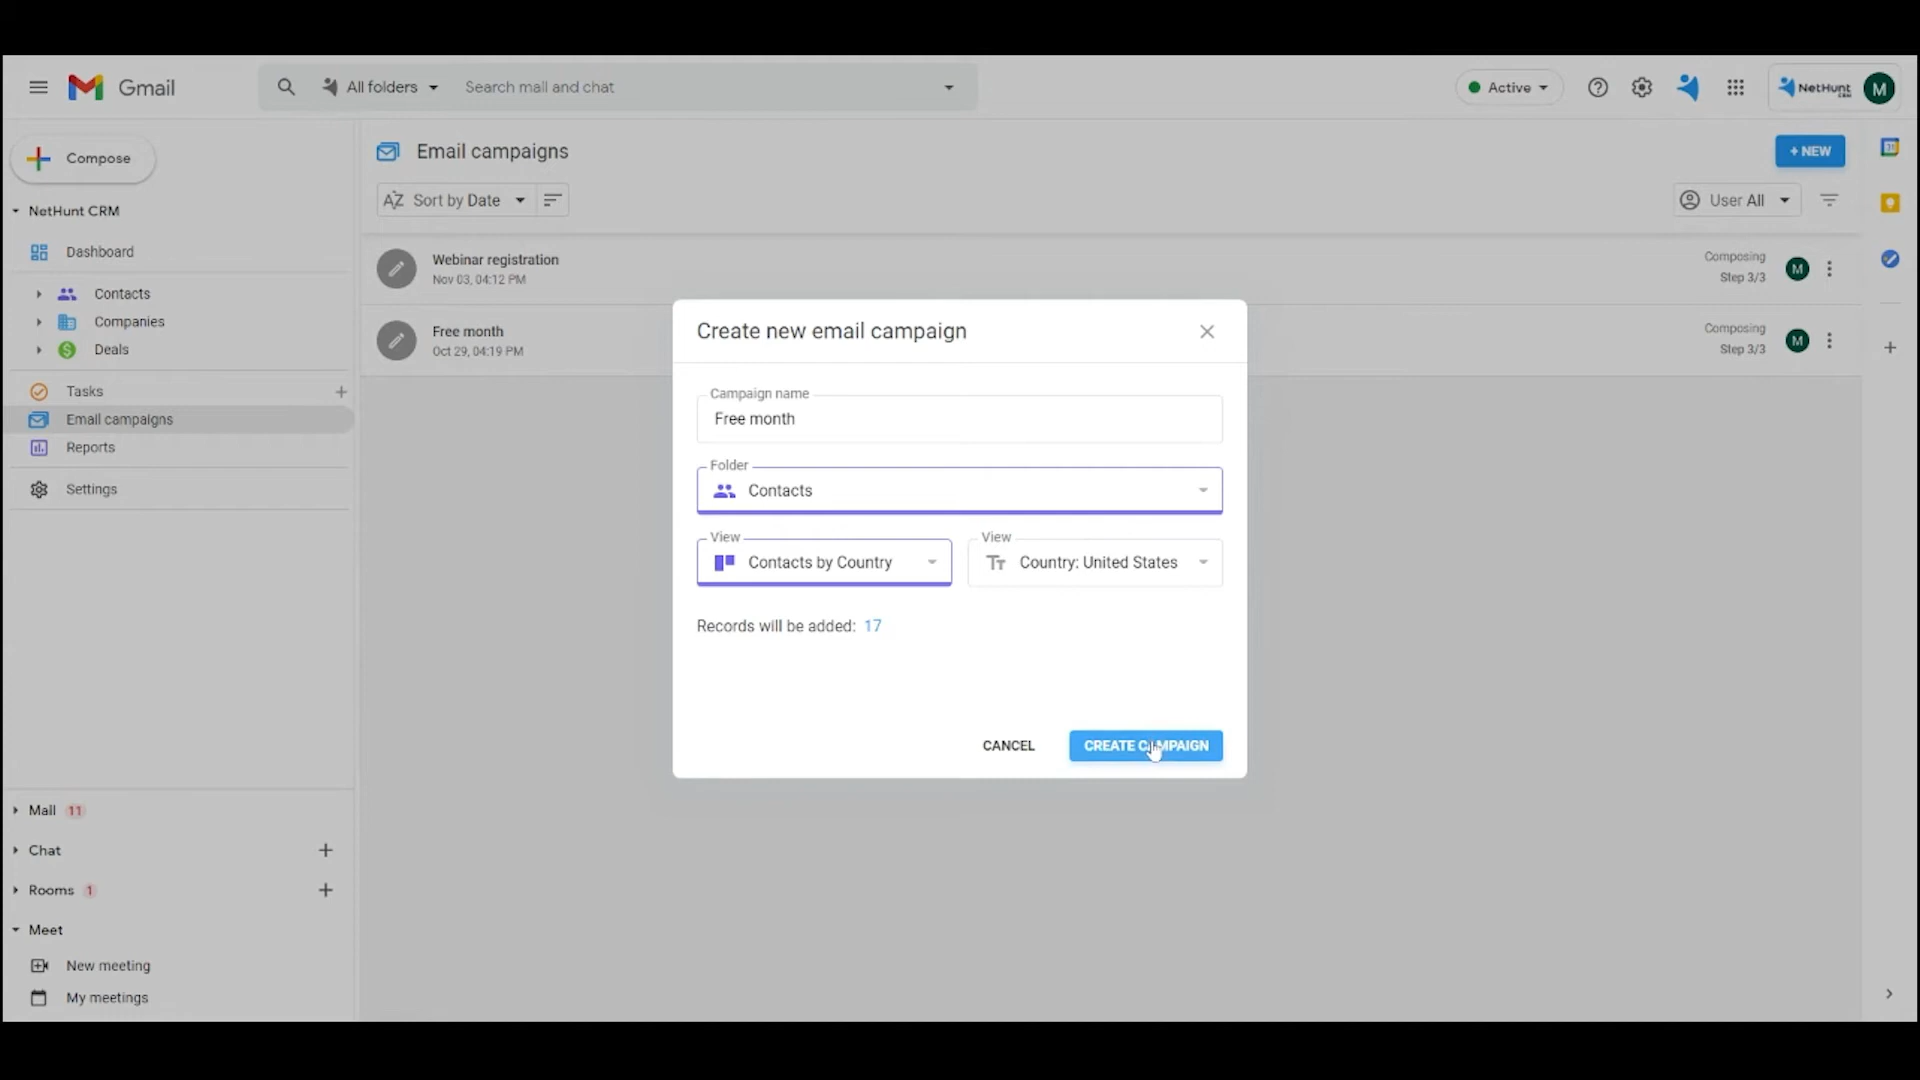 Gmail
All folders
Search mail and chat
Active
NetHunt
CRM
M
Compose
Email campaigns
+ NEW
31
NetHunt CRM
AZ Sort by Date
User All
Dashboard
Webinar registration
Nov 03, 04:12 PM
Composing
Step 3/3
M
Contacts
Companies
Deals
Free month
Oct 29, 04:19 PM
Composing
Step 3/3
M
Tasks
Email campaigns
Reports
Settings
Create new email campaign
Campaign name
Free month
Folder
Contacts
View
Contacts by Country
View
Tт Country: United States
Records will be added: 17
CANCEL
CREATE CAMPAIGN
Mail 11
Chat
Rooms 1
Meet
New meeting
My meetings